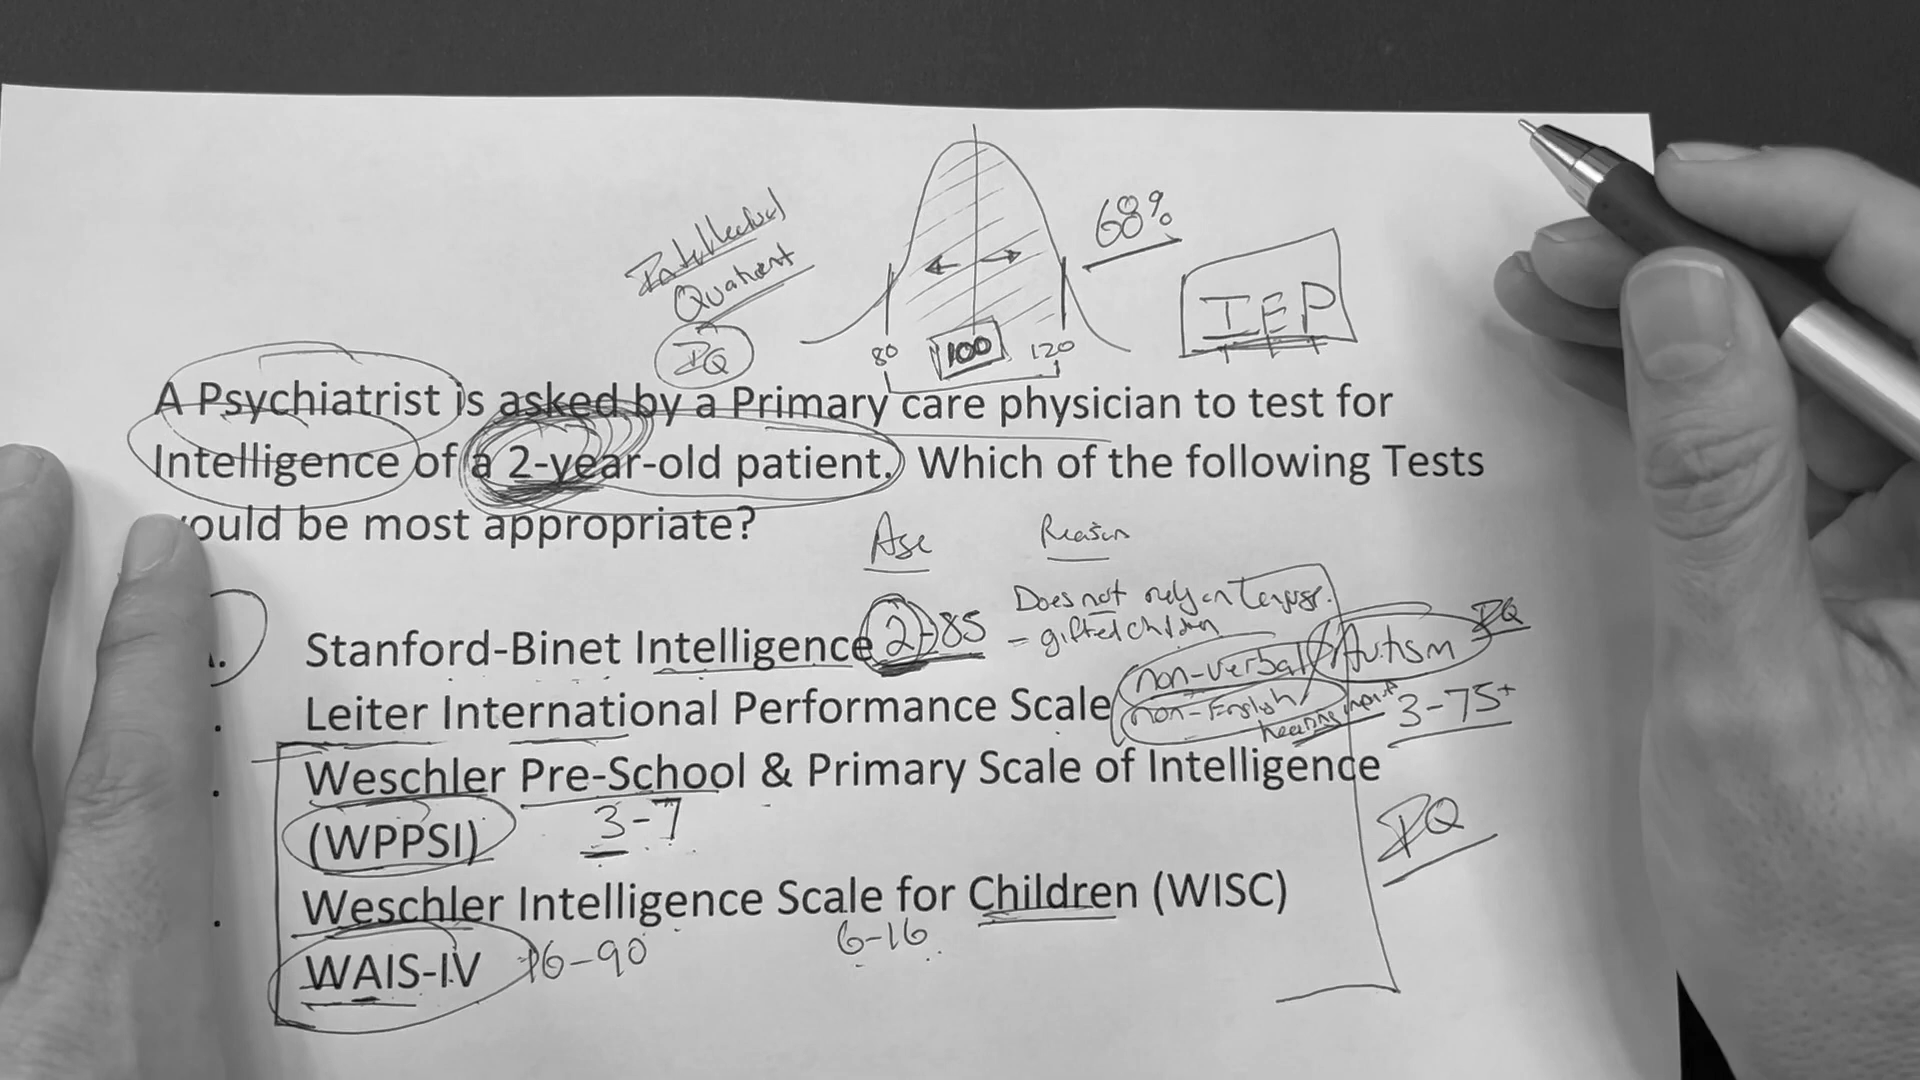 Intellectual
Quotient
IQ
68%
IEP
80 100 120
A Psychiatrist is asked by a Primary care physician to test for
Intelligence of a 2-year-old patient. Which of the following Tests
ould be most appropriate?
Age Reason
Does not rely on
- gifted children
Stanford-Binet Intelligence 2-85
non-verbal Autism IQ
Leiter International Performance Scale
non-English
hearing
3-75+
Weschler Pre-School & Primary Scale of Intelligence
(WPPSI) 3-7
IQ
Weschler Intelligence Scale for Children (WISC)
6-16
WAIS-IV 16-90